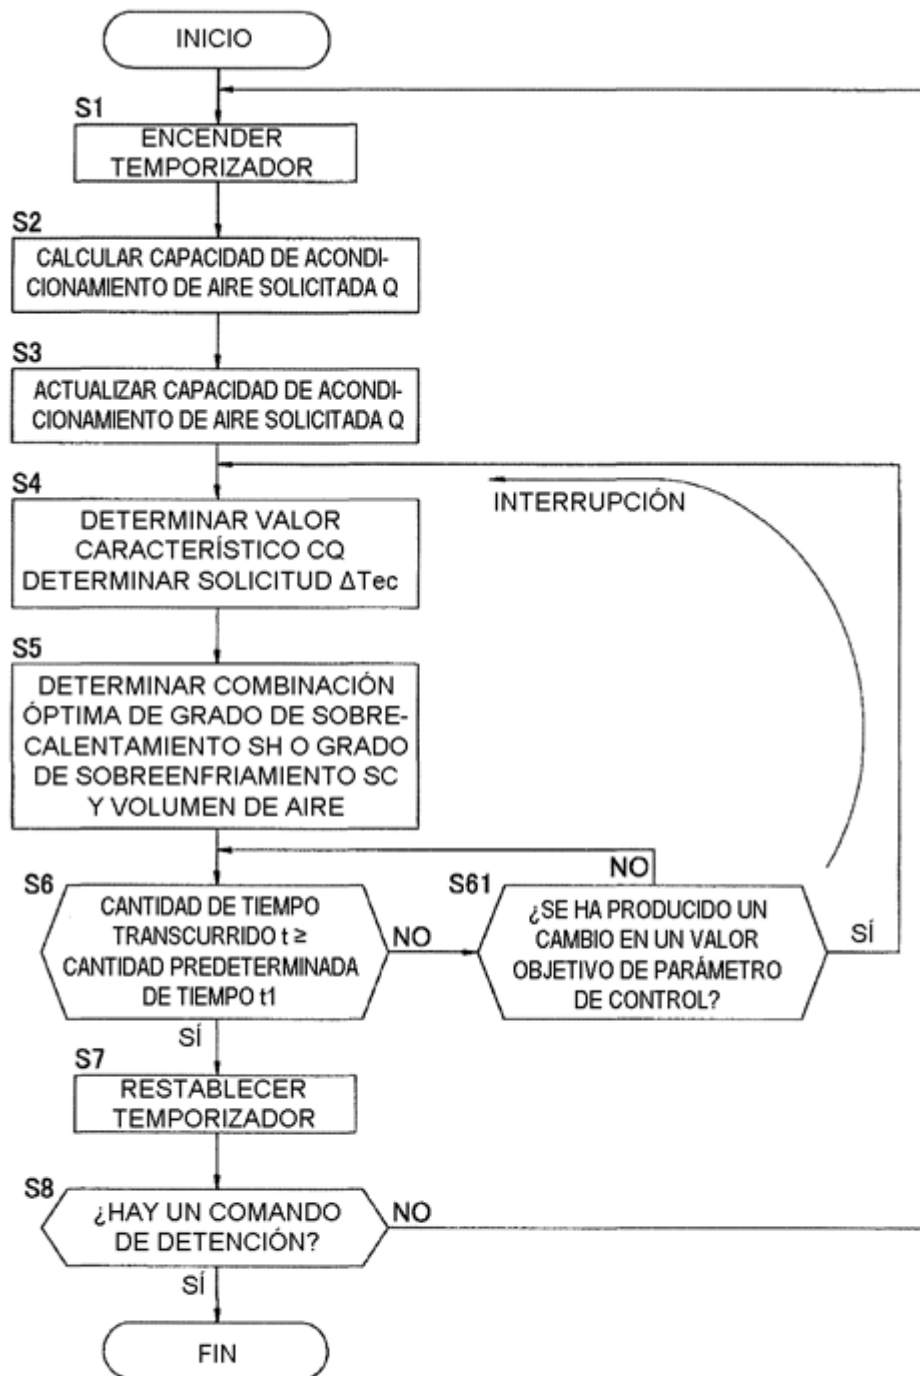 INICIO
S1
ENCENDER
TEMPORIZADOR
S2
CALCULAR CAPACIDAD DE ACONDI-
CIONAMIENTO DE AIRE SOLICITADA Q
S3
ACTUALIZAR CAPACIDAD DE ACONDI-
CIONAMIENTO DE AIRE SOLICITADA Q
S4
DETERMINAR VALOR
CARACTERÍSTICO CQ
DETERMINAR SOLICITUD ΔTec
INTERRUPCIÓN
S5
DETERMINAR COMBINACIÓN
ÓPTIMA DE GRADO DE SOBRE-
CALENTAMIENTO SH O GRADO
DE SOBREENFRIAMIENTO SC
Y VOLUMEN DE AIRE
S6
CANTIDAD DE TIEMPO
TRANSCURRIDO t ≥
CANTIDAD PREDETERMINADA
DE TIEMPO t1
NO
SÍ
S61
NO
¿SE HA PRODUCIDO UN
CAMBIO EN UN VALOR
OBJETIVO DE PARÁMETRO
DE CONTROL?
SÍ
S7
RESTABLECER
TEMPORIZADOR
S8
¿HAY UN COMANDO
DE DETENCIÓN?
NO
SÍ
FIN